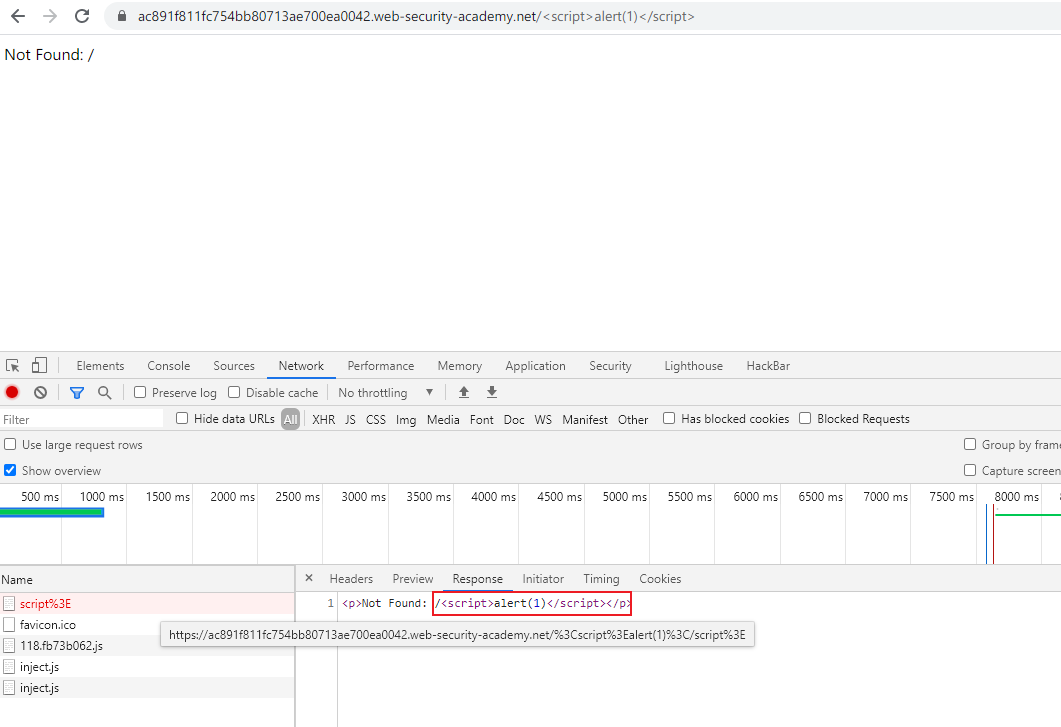 ac891f811fc754bb80713ae700ea0042.web-security-academy.net/<script>alert(1)</script>
Not Found: /
Elements Console Sources Network Performance Memory Application Security Lighthouse HackBar
Preserve log Disable cache No throttling
Filter Hide data URLs All XHR JS CSS Img Media Font Doc WS Manifest Other Has blocked cookies Blocked Requests
Use large request rows Group by frame
Show overview Capture screen
500 ms 1000 ms 1500 ms 2000 ms 2500 ms 3000 ms 3500 ms 4000 ms 4500 ms 5000 ms 5500 ms 6000 ms 6500 ms 7000 ms 7500 ms 8000 ms
Name × Headers Preview Response Initiator Timing Cookies
script%3E 1 <p>Not Found: /<script>alert(1)</script></p>
favicon.ico
https://ac891f811fc754bb80713ae700ea0042.web-security-academy.net/%3Cscript%3Ealert(1)%3C/script%3E
118.fb73b062.js
inject.js
inject.js